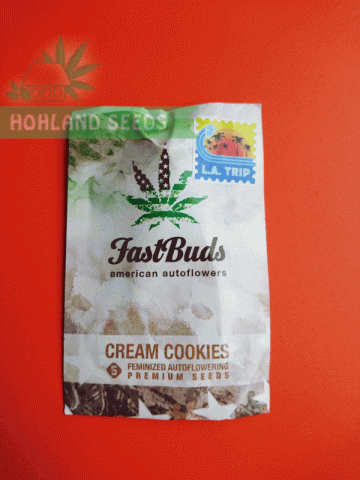 HOHLAND SEEDS
L.A. TRIP
FastBuds
american autoflowers
CREAM COOKIES
5 FEMINIZED AUTOFLOWERING
PREMIUM SEEDS